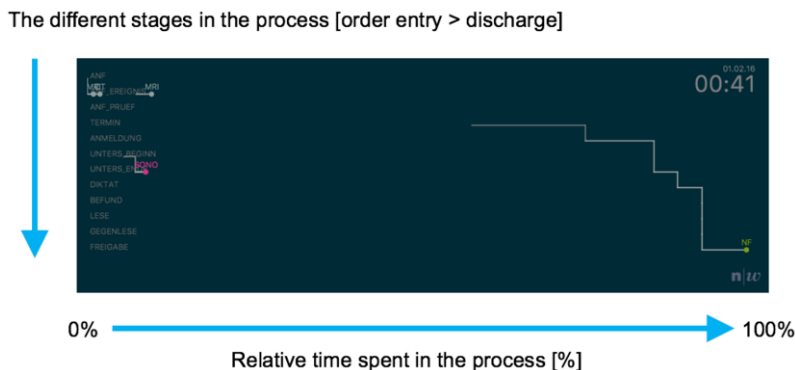 The different stages in the process [order entry > discharge]
01.02.16
00:41
ANF
MRI
EREIGNIS
ANF_PRUEF
TERMIN
ANMELDUNG
UNTERS_BEGINN
SONO
DIKTAT
BEFUND
LESE
GEGENLESE
FREIGABE
NF
n|w
0%
100%
Relative time spent in the process [%]